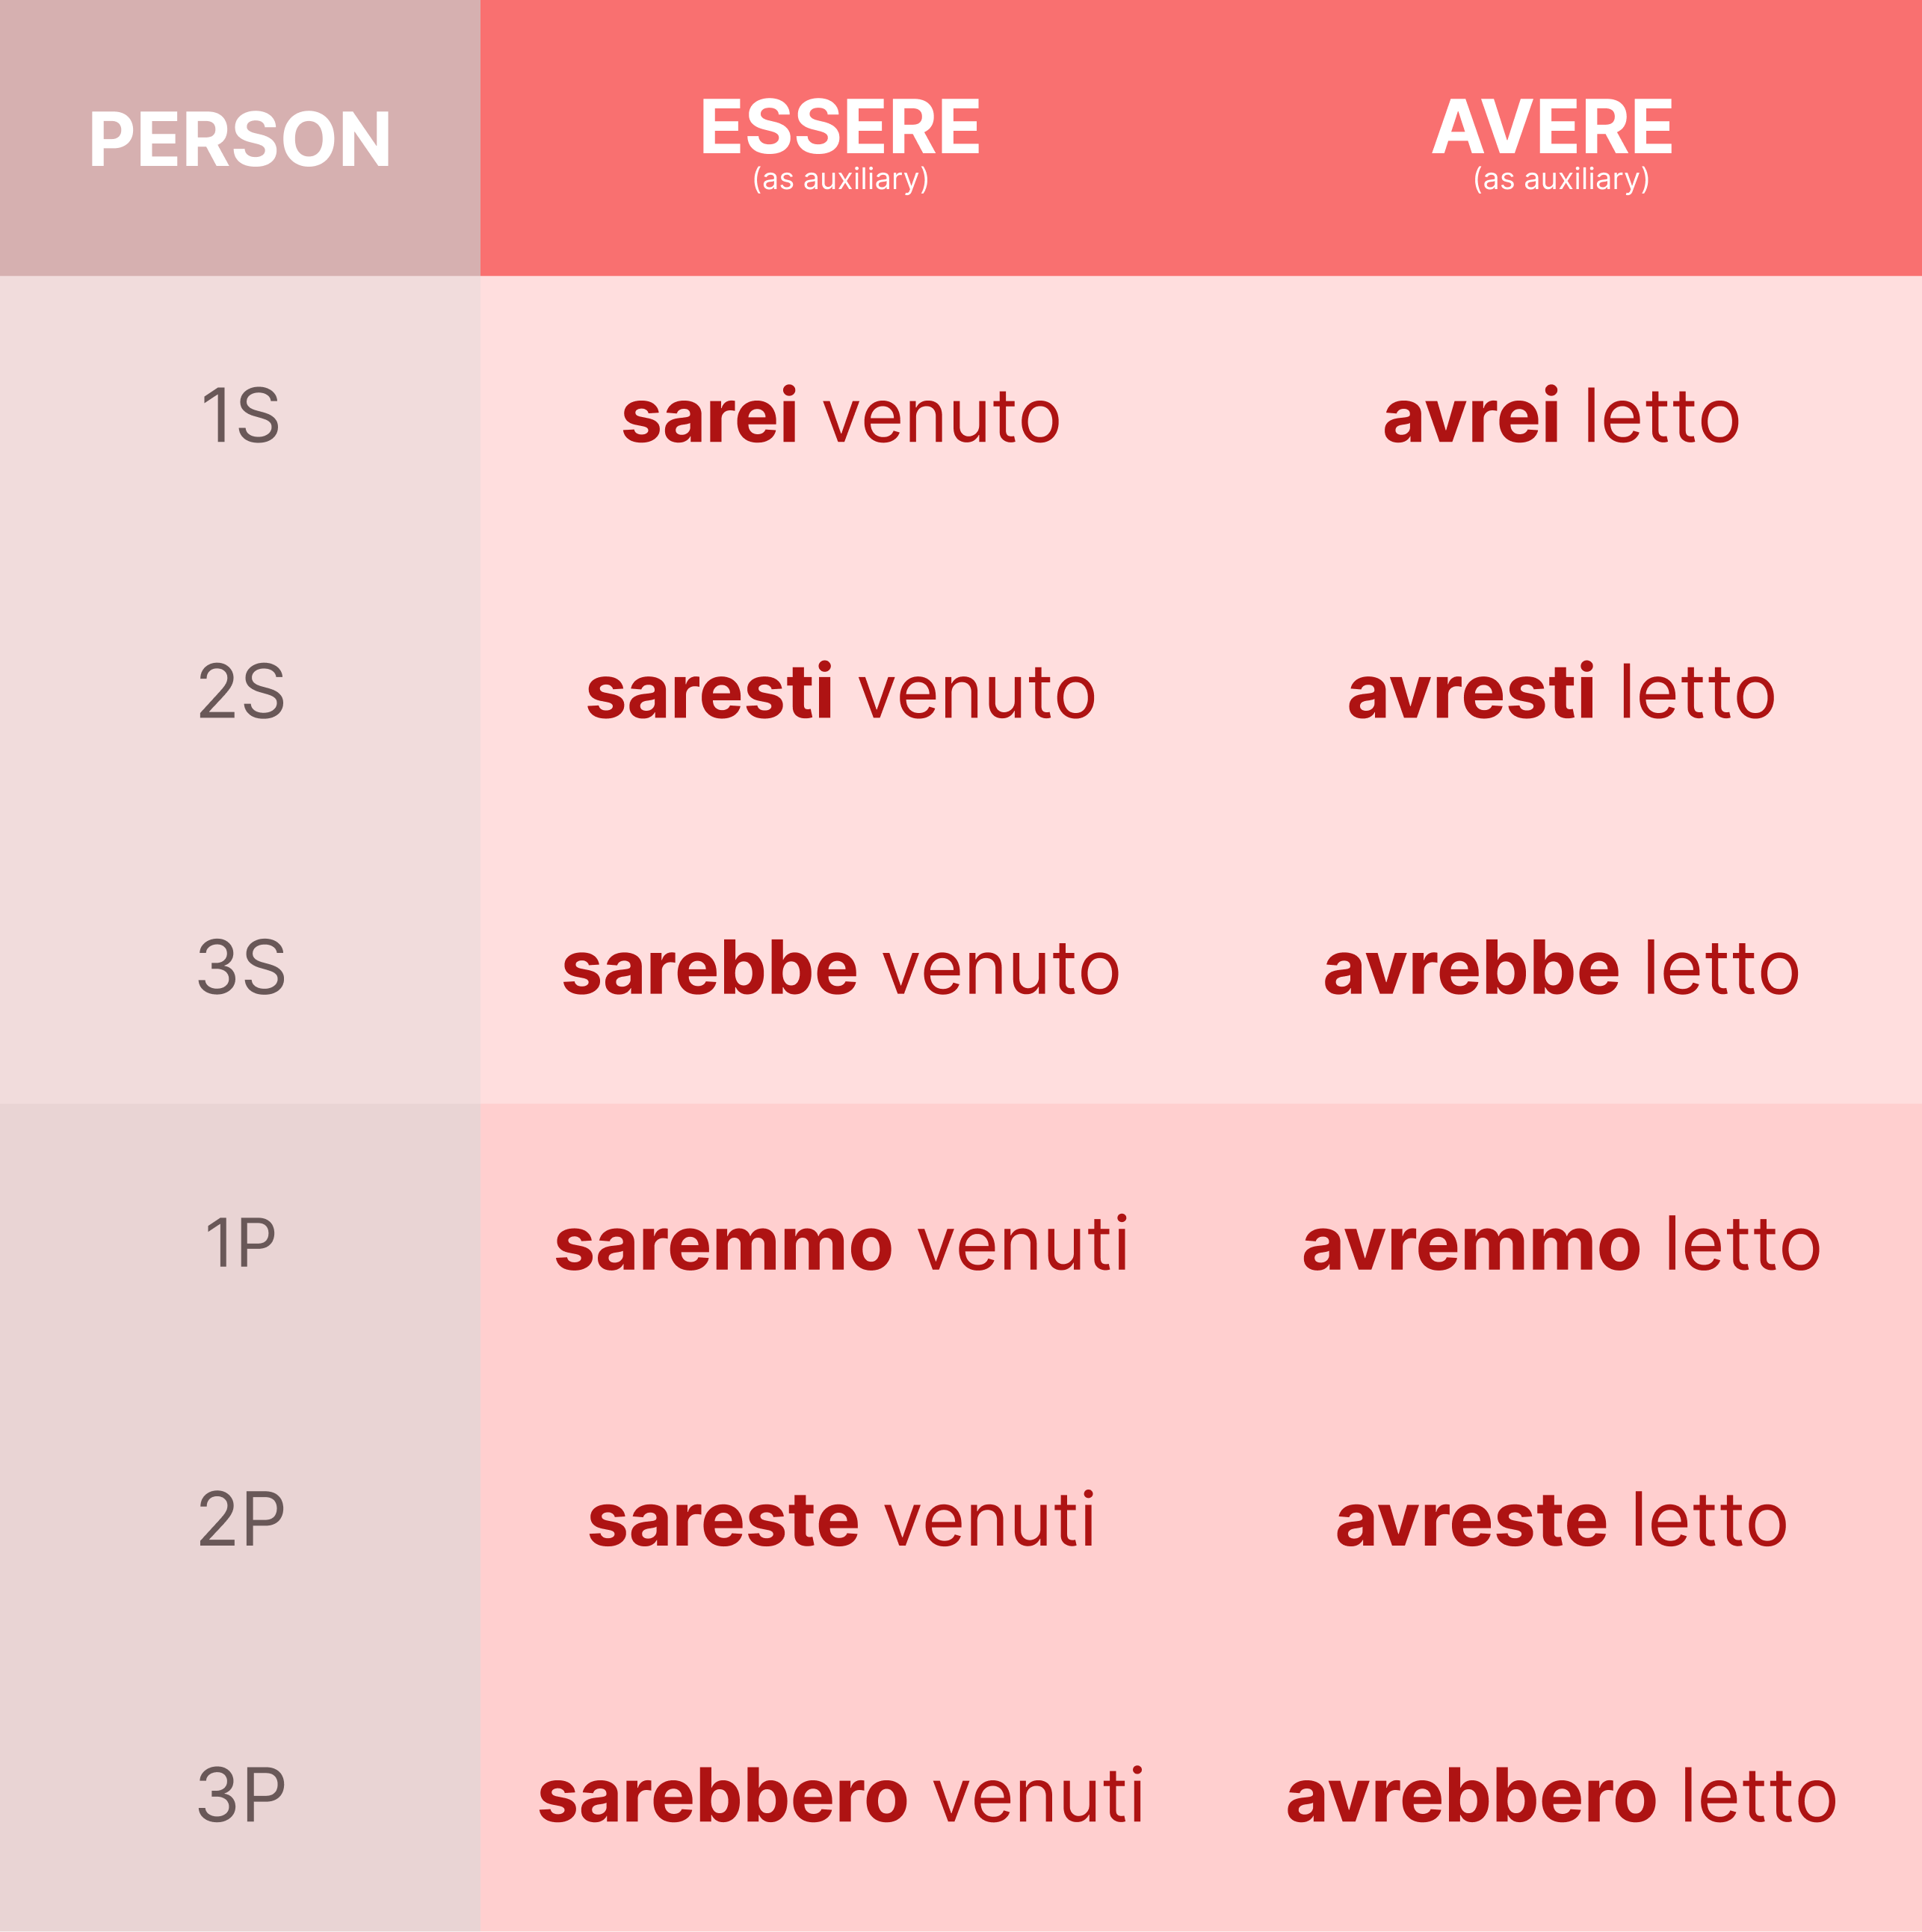 PERSON ESSERE AVERE
(as auxiliary) (as auxiliary)
1S sarei venuto avrei letto
2S saresti venuto avresti letto
3S sarebbe venuto avrebbe letto
1P saremmo venuti avremmo letto
2P sareste venuti avreste letto
3P sarebbero venuti avrebbero letto